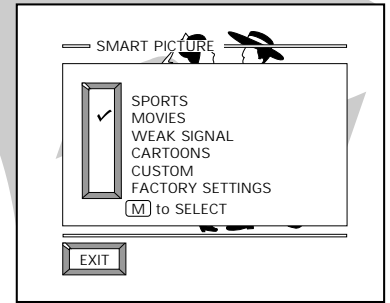 SMART PICTURE
SPORTS
✓ MOVIES
WEAK SIGNAL
CARTOONS
CUSTOM
FACTORY SETTINGS
M to SELECT
EXIT